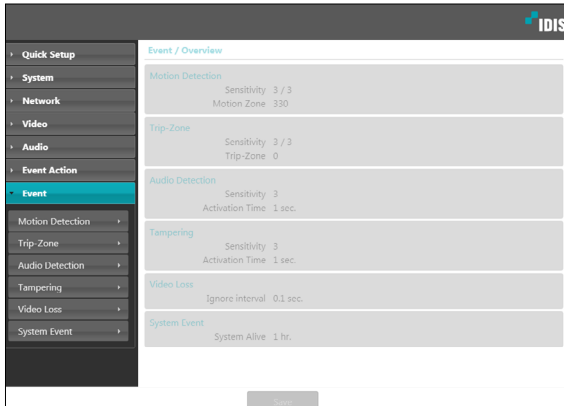 IDIS
Quick Setup
System
Network
Video
Audio
Event Action
Event
Motion Detection
Trip-Zone
Audio Detection
Tampering
Video Loss
System Event
Event / Overview
Motion Detection
Sensitivity 3 / 3
Motion Zone 330
Trip-Zone
Sensitivity 3 / 3
Trip-Zone 0
Audio Detection
Sensitivity 3
Activation Time 1 sec.
Tampering
Sensitivity 3
Activation Time 1 sec.
Video Loss
Ignore interval 0.1 sec.
System Event
System Alive 1 hr.
Save